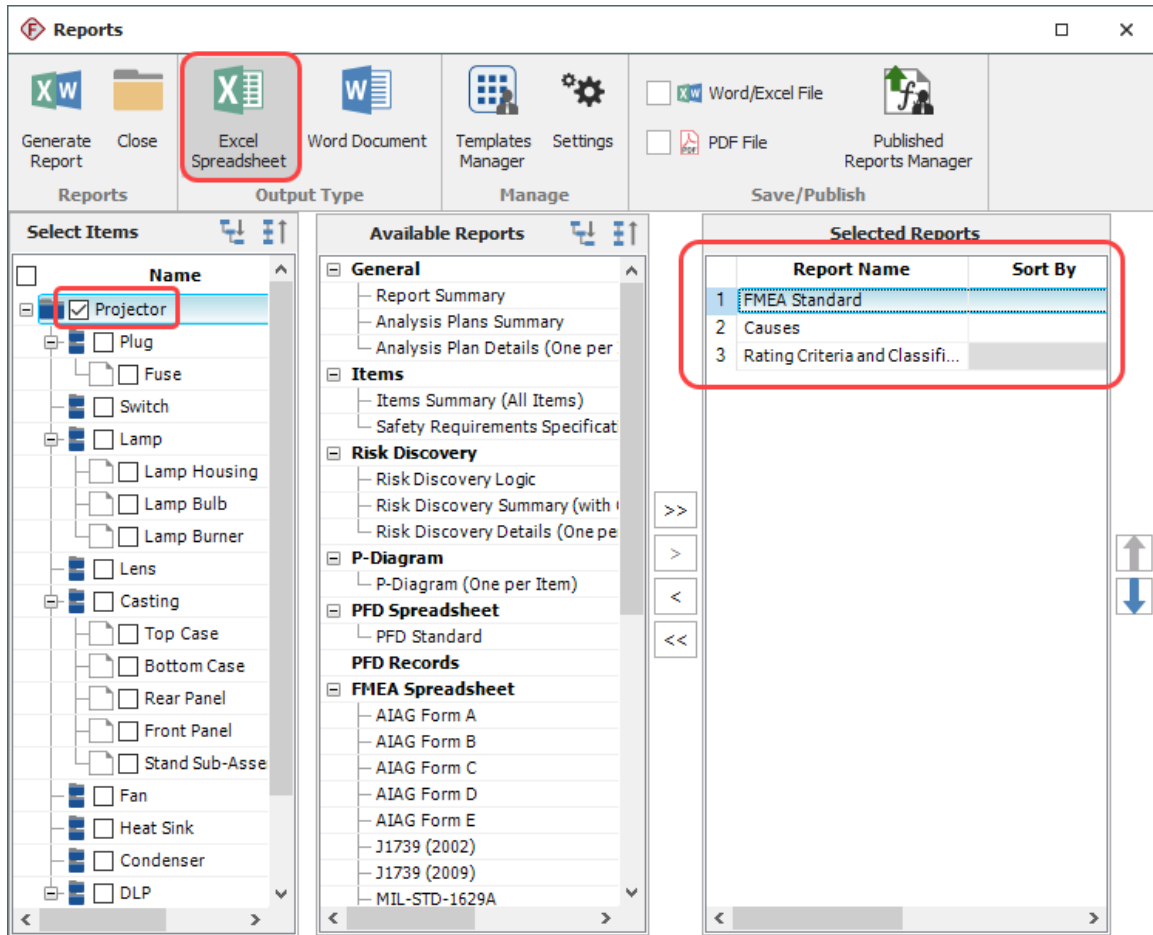 Reports
Generate Report
Close
Excel Spreadsheet
Word Document
Templates Manager
Settings
Word/Excel File
PDF File
Published Reports Manager
Reports
Output Type
Manage
Save/Publish
Select Items
Name
Projector
Plug
Fuse
Switch
Lamp
Lamp Housing
Lamp Bulb
Lamp Burner
Lens
Casting
Top Case
Bottom Case
Rear Panel
Front Panel
Stand Sub-Asse
Fan
Heat Sink
Condenser
DLP
Available Reports
General
Report Summary
Analysis Plans Summary
Analysis Plan Details (One per
Items
Items Summary (All Items)
Safety Requirements Specificat
Risk Discovery
Risk Discovery Logic
Risk Discovery Summary (with
Risk Discovery Details (One pe
P-Diagram
P-Diagram (One per Item)
PFD Spreadsheet
PFD Standard
PFD Records
FMEA Spreadsheet
AIAG Form A
AIAG Form B
AIAG Form C
AIAG Form D
AIAG Form E
J1739 (2002)
J1739 (2009)
MIL-STD-1629A
>>
>
<
<<
Selected Reports
Report Name Sort By
1 FMEA Standard
2 Causes
3 Rating Criteria and Classifi...